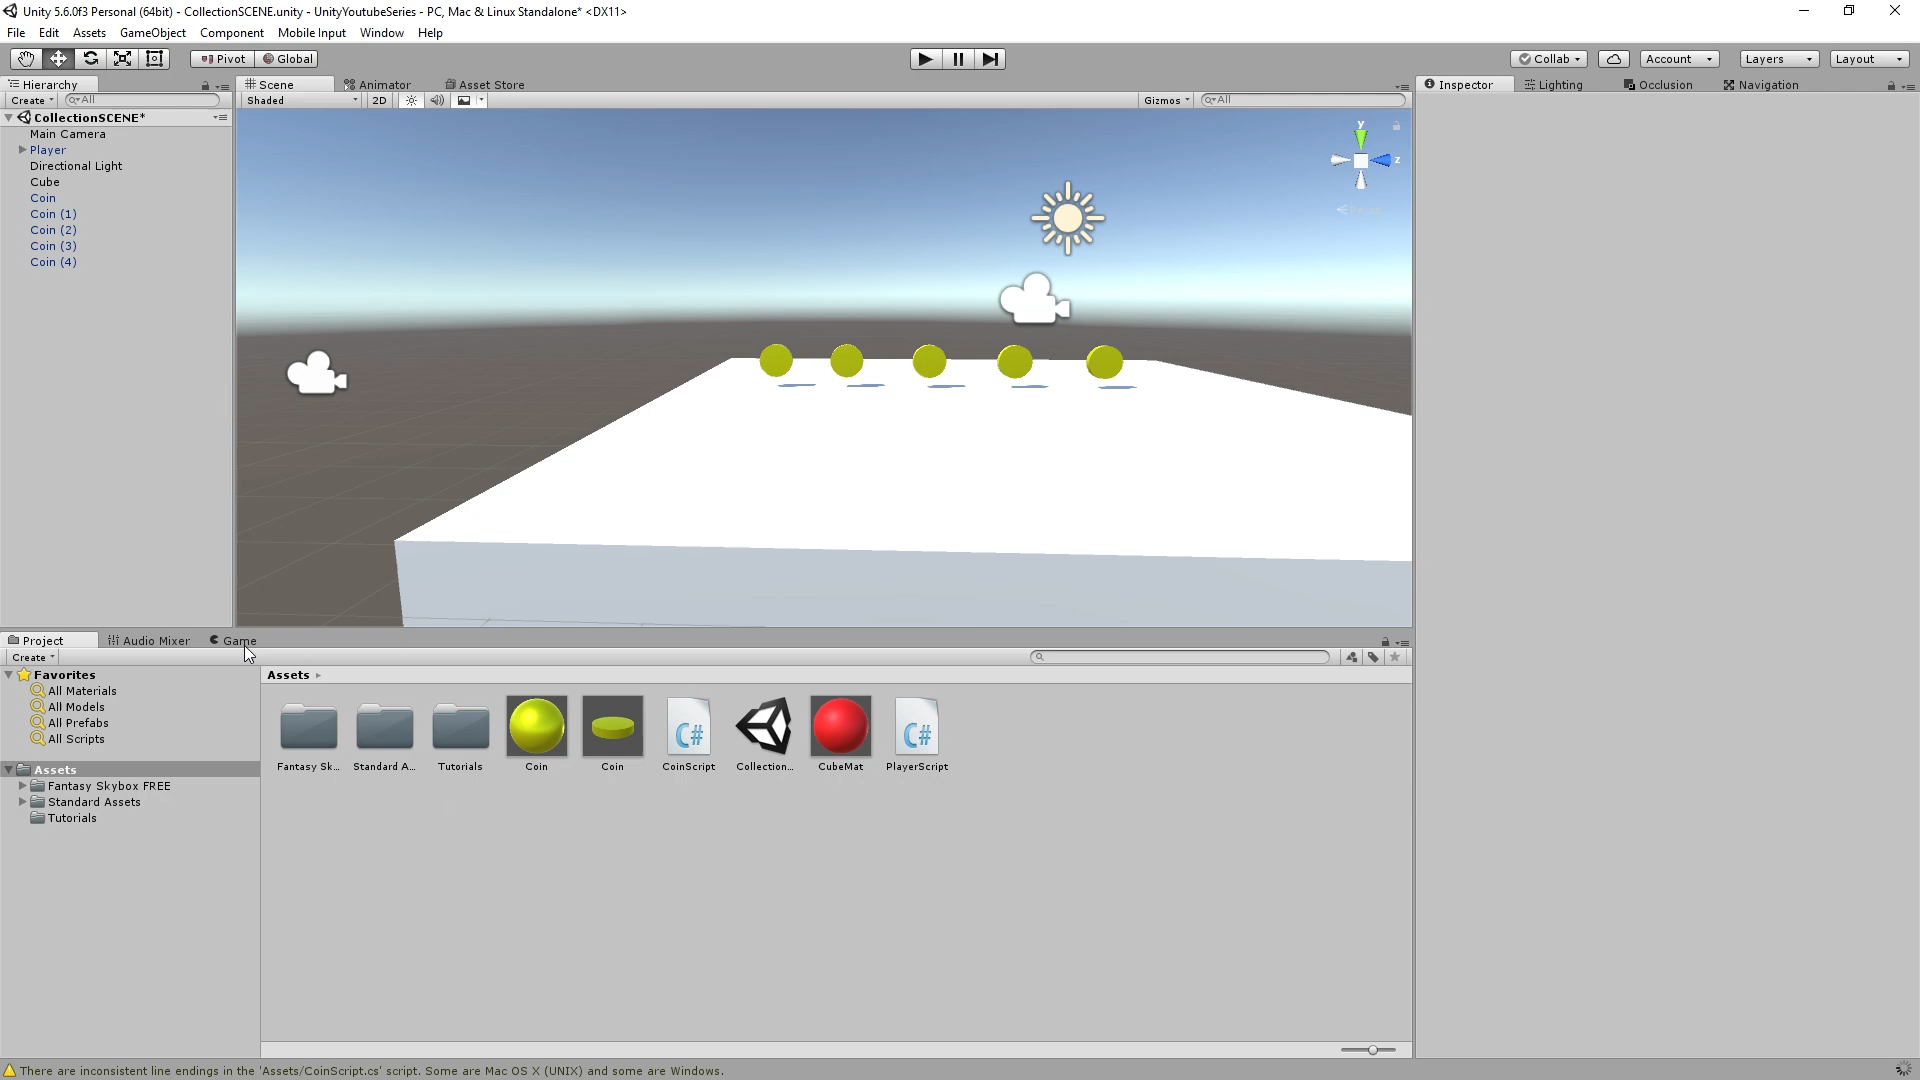 Unity 5.6.0f3 Personal (64bit) - CollectionSCENE.unity - UnityYoutubeSeries - PC, Mac & Linux Standalone* <DX11>
File Edit Assets GameObject Component Mobile Input Window Help
Pivot Global Collab Account Layers Layout
Hierarchy Scene Animator Asset Store Inspector Lighting Occlusion Navigation
Create All Shaded 2D Gizmos All
CollectionSCENE*
Main Camera
Player
Directional Light
Cube
Coin
Coin (1)
Coin (2)
Coin (3)
Coin (4)
y
z
Project Audio Mixer Game
Create
Favorites
All Materials
All Models
All Prefabs
All Scripts
Assets
Fantasy Skybox FREE
Standard Assets
Tutorials
Assets
C# C#
Fantasy Sk... Standard A... Tutorials Coin Coin CoinScript Collection... CubeMat PlayerScript
There are inconsistent line endings in the 'Assets/CoinScript.cs' script. Some are Mac OS X (UNIX) and some are Windows.